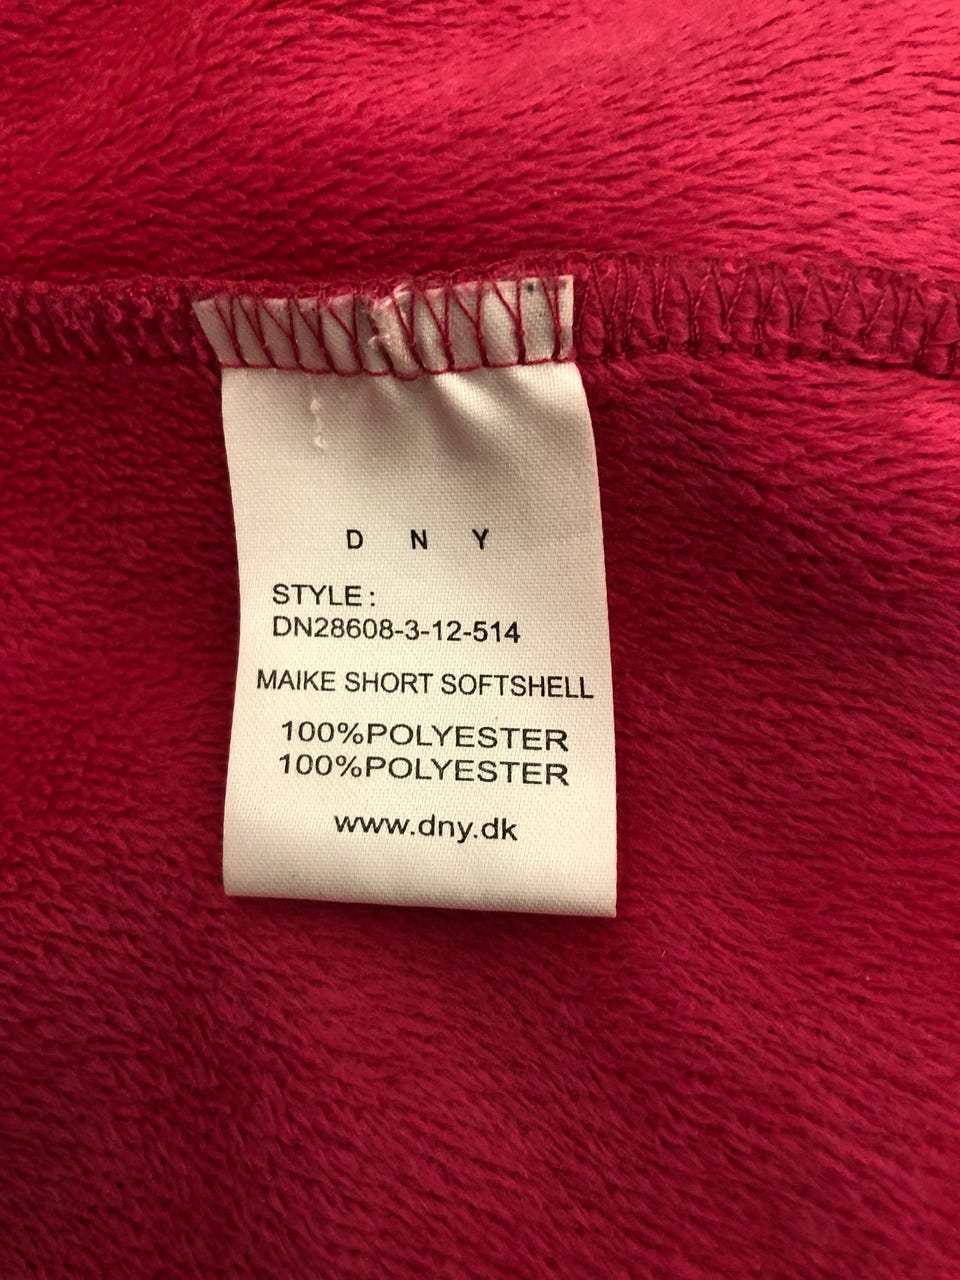 D N Y
STYLE:
DN28608-3-12-514
MAIKE SHORT SOFTSHELL
100%POLYESTER
100%POLYESTER
www.dny.dk